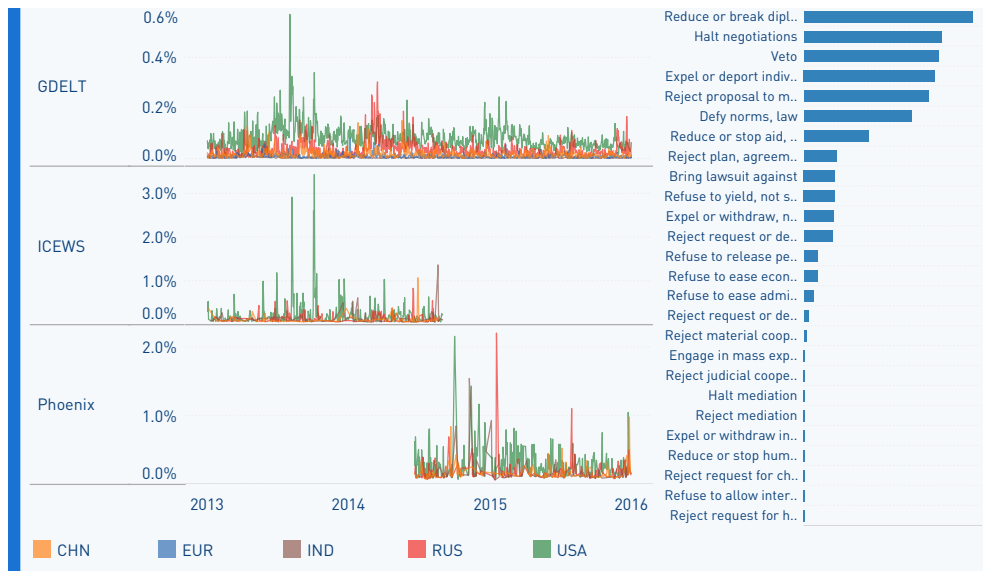 0.6%
0.4%
GDELT
0.2%
0.0%
3.0%
ICEWS
2.0%
1.0%
0.0%
2.0%
Phoenix
1.0%
0.0%
2013 2014 2015 2016
CHN EUR IND RUS USA
Reduce or break dipl..
Halt negotiations
Veto
Expel or deport indiv..
Reject proposal to m..
Defy norms, law
Reduce or stop aid, ..
Reject plan, agreem..
Bring lawsuit against
Refuse to yield, not s..
Expel or withdraw, n..
Reject request or de..
Refuse to release pe..
Refuse to ease econ..
Refuse to ease admi..
Reject request or de..
Reject material coop..
Engage in mass exp..
Reject judicial coope..
Halt mediation
Reject mediation
Expel or withdraw in..
Reduce or stop hum..
Reject request for ch..
Refuse to allow inter..
Reject request for h..